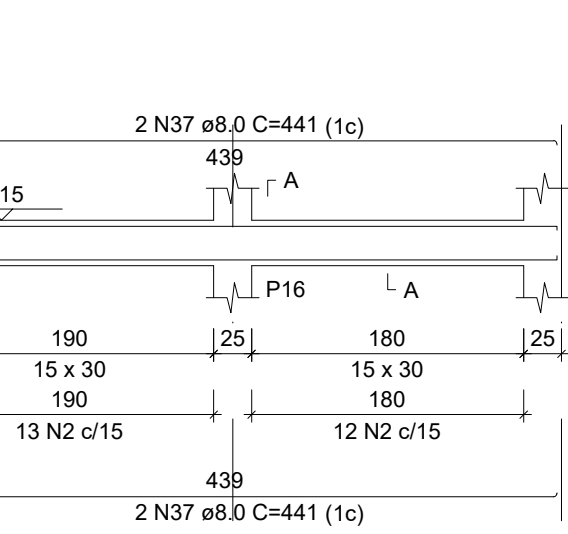 2 N37 ø8.0 C=441 (1c)
439
A
15
P16
A
190 25 180 25
15 x 30 15 x 30
190 180
13 N2 c/15 12 N2 c/15
439
2 N37 ø8.0 C=441 (1c)